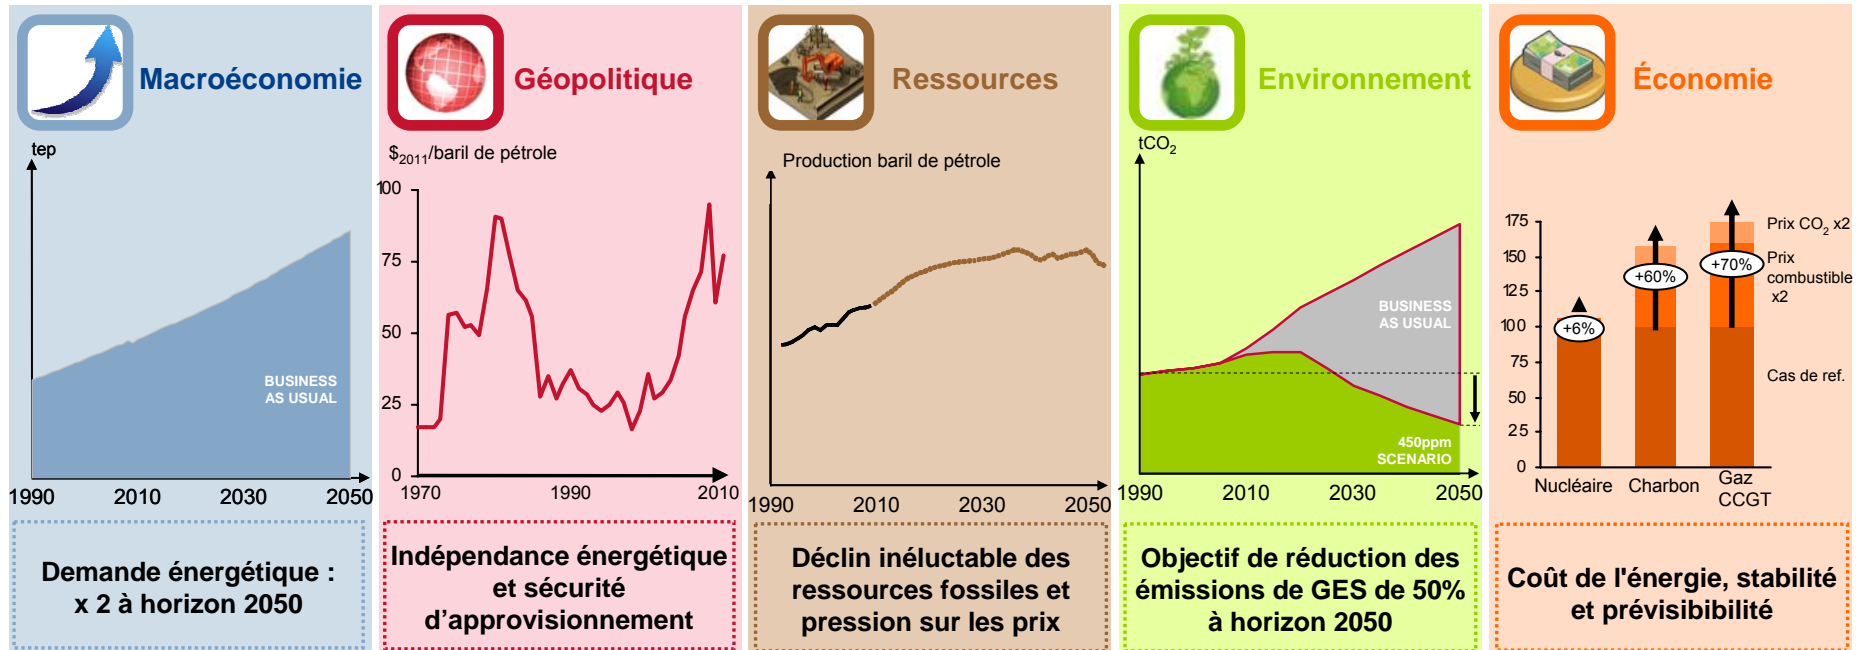 Macroéconomie
tep
BUSINESS
AS USUAL
1990 2010 2030 2050
Demande énergétique :
x 2 à horizon 2050
Géopolitique
$2011/baril de pétrole
100
75
50
25
0
1970 1990 2010
Indépendance énergétique
et sécurité
d'approvisionnement
Ressources
Production baril de pétrole
1990 2010 2030 2050
Déclin inéluctable des
ressources fossiles et
pression sur les prix
Environnement
tCO2
BUSINESS
AS USUAL
450ppm
SCENARIO
1990 2010 2030 2050
Objectif de réduction des
émissions de GES de 50%
à horizon 2050
Économie
175
150
125
100
75
50
25
0
+6%
+60%
+70%
Prix CO2 x2
Prix
combustible
x2
Cas de ref.
Nucléaire Charbon Gaz
CCGT
Coût de l'énergie, stabilité
et prévisibibilité